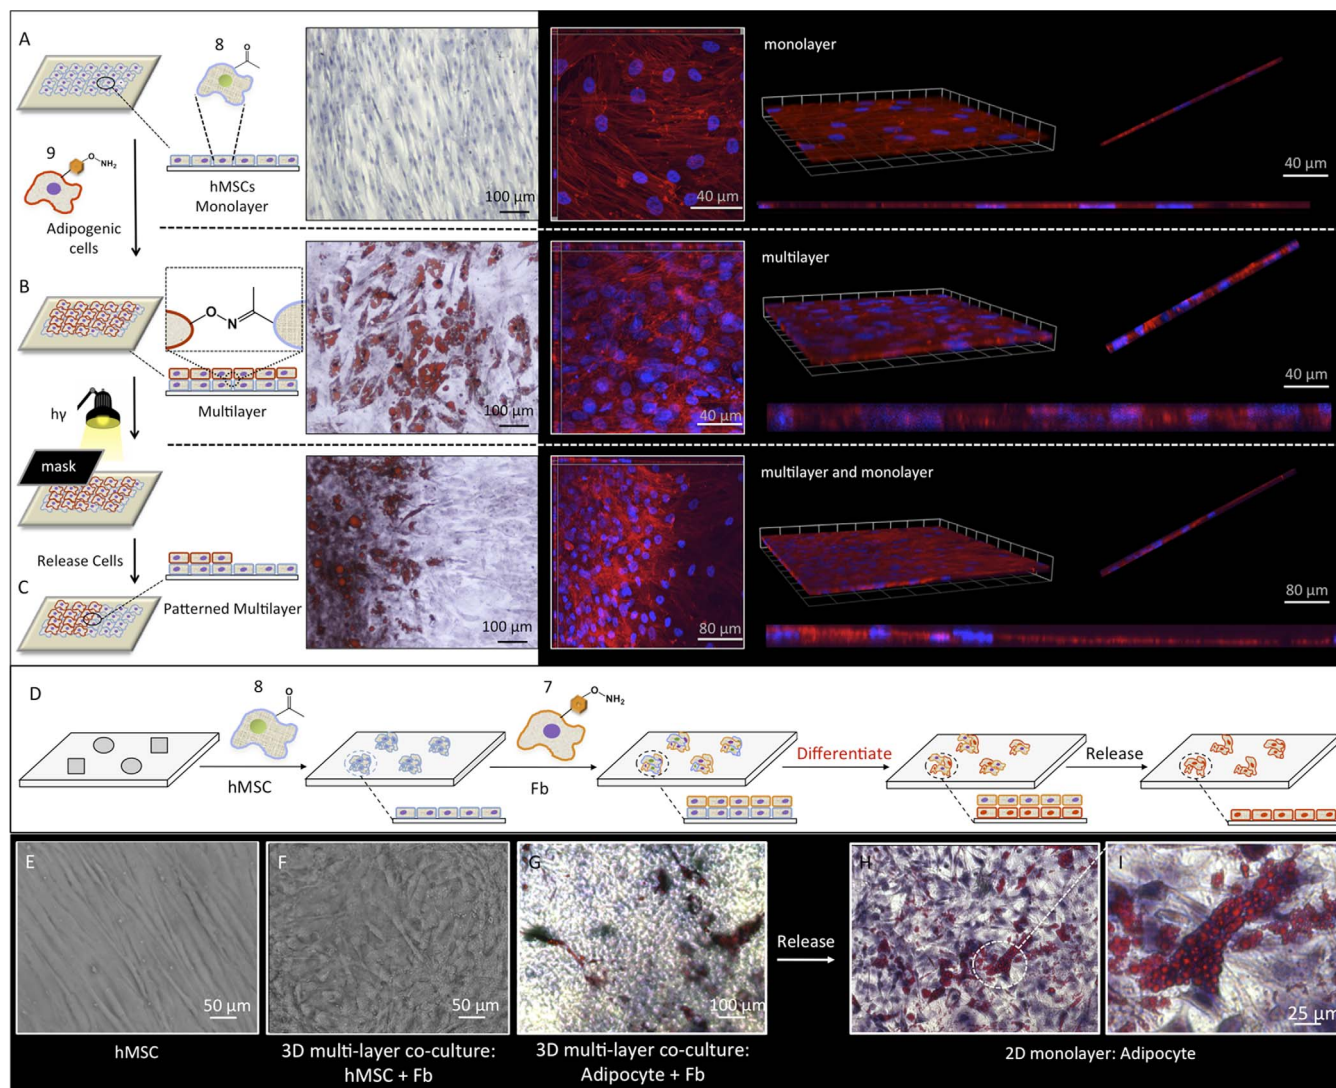 A
8
O
9
O
NH2
Adipogenic
cells
hMSCs
Monolayer
100 μm
40 μm
monolayer
40 μm
B
O
N
Multilayer
100 μm
40 μm
multilayer
40 μm
hγ
mask
Release Cells
C
Patterned Multilayer
100 μm
80 μm
multilayer and monolayer
80 μm
D
8
O
hMSC
7
O
NH2
Fb
Differentiate
Release
E
50 μm
hMSC
F
50 μm
3D multi-layer co-culture:
hMSC + Fb
G
100 μm
3D multi-layer co-culture:
Adipocyte + Fb
Release
H
I
25 μm
2D monolayer: Adipocyte